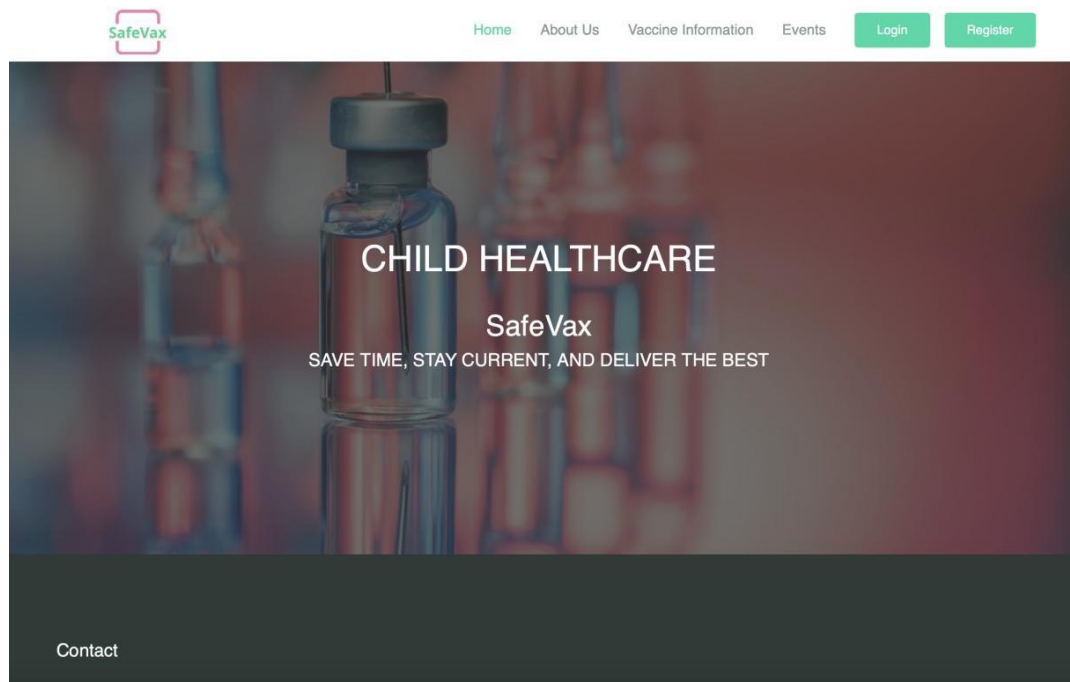 SafeVax
Home About Us Vaccine Information Events Login Register
CHILD HEALTHCARE
SafeVax
SAVE TIME, STAY CURRENT, AND DELIVER THE BEST
Contact